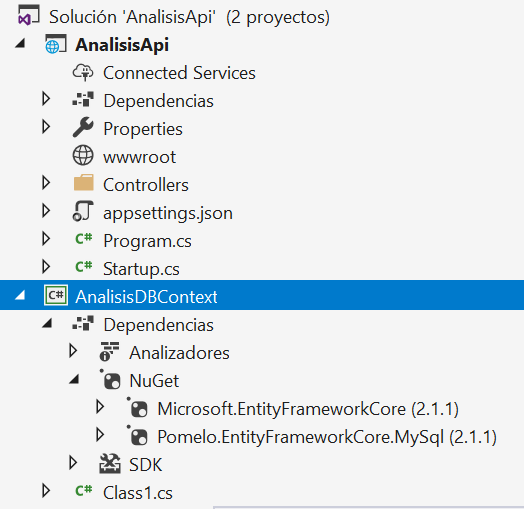 Solución 'AnalisisApi' (2 proyectos)
AnalisisApi
Connected Services
Dependencias
Properties
wwwroot
Controllers
appsettings.json
C# Program.cs
C# Startup.cs
C# AnalisisDBContext
Dependencias
Analizadores
NuGet
Microsoft.EntityFrameworkCore (2.1.1)
Pomelo.EntityFrameworkCore.MySql (2.1.1)
SDK
C# Class1.cs